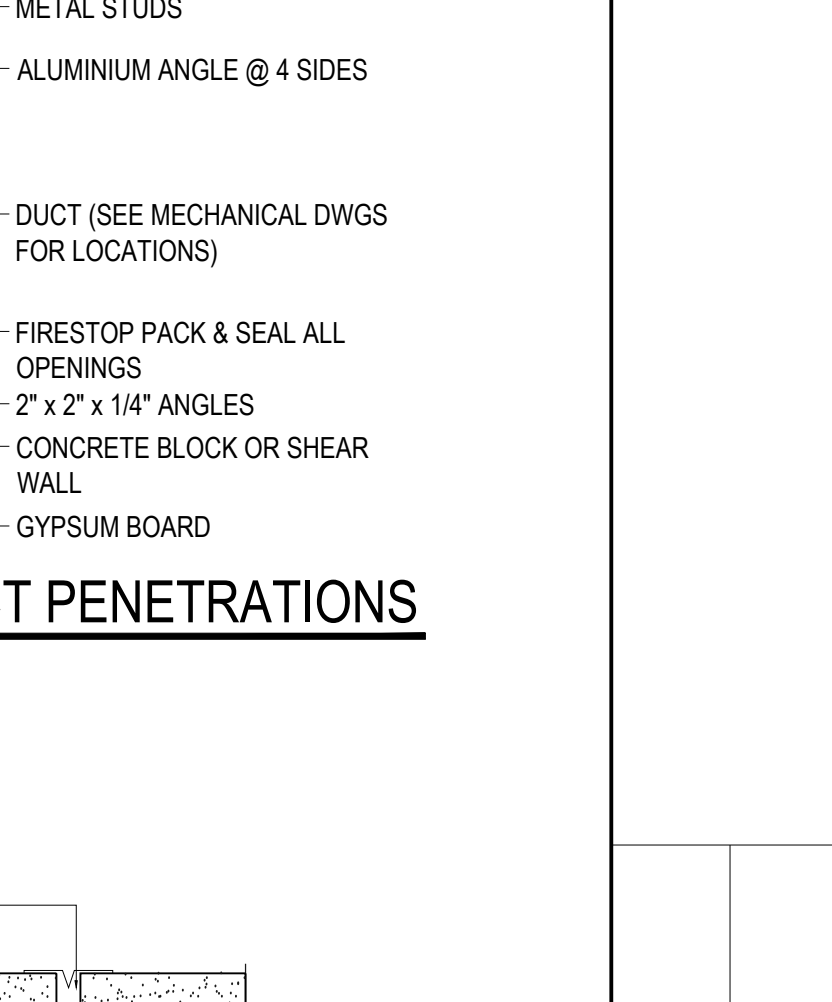 METAL STUDS
ALUMINIUM ANGLE @ 4 SIDES
DUCT (SEE MECHANICAL DWGS
FOR LOCATIONS)
FIRESTOP PACK & SEAL ALL
OPENINGS
2" x 2" x 1/4" ANGLES
CONCRETE BLOCK OR SHEAR
WALL
GYPSUM BOARD
T PENETRATIONS